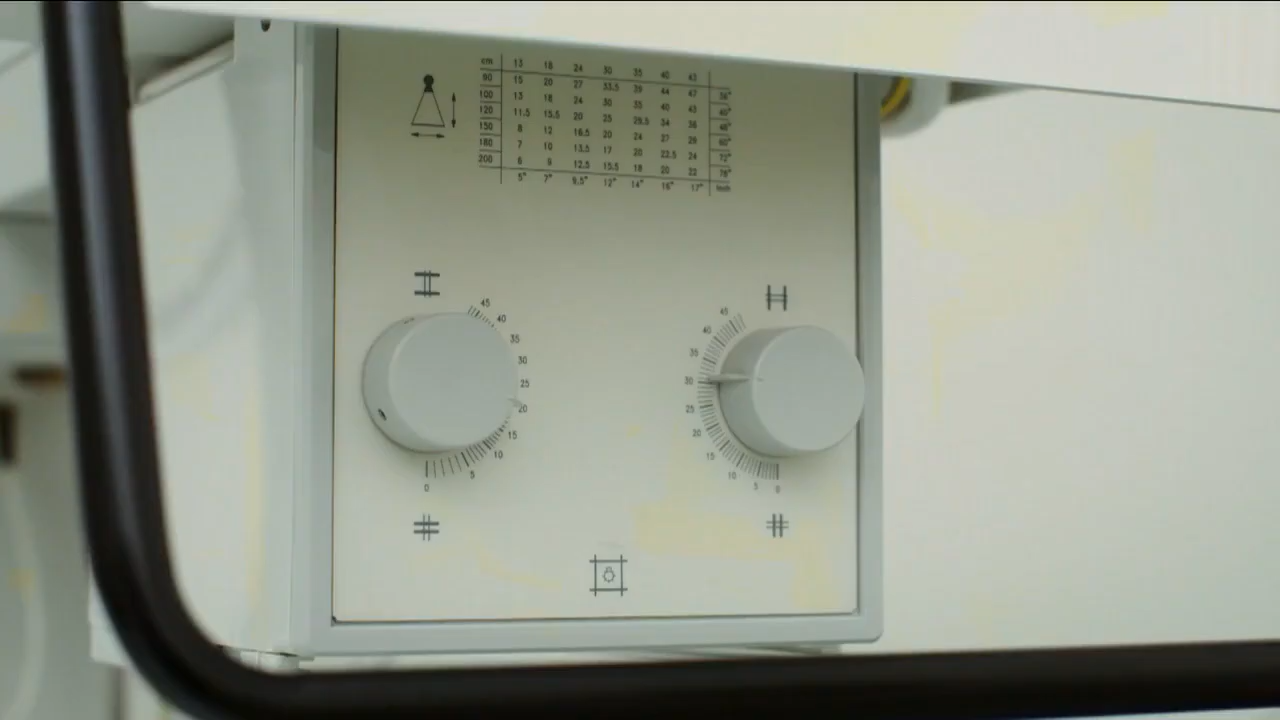 xm 13 18 24 30 35 40 43
90 15 20 27 33.5 39 44 47 36"
100 13 18 24 30 35 40 43 40"
120 11.5 15.5 20 25 29.5 34 36 48"
150 8 12 16.5 20 24 27 29 60"
180 7 10 13.5 17 20 22.5 24 72"
200 6 9 12.5 15.5 18 20 22 78"
5" 7" 9.5" 12" 14" 16" 17" inch
45
40
35
30
25
20
15
10
5
0
45
40
35
30
25
20
15
10
5
0